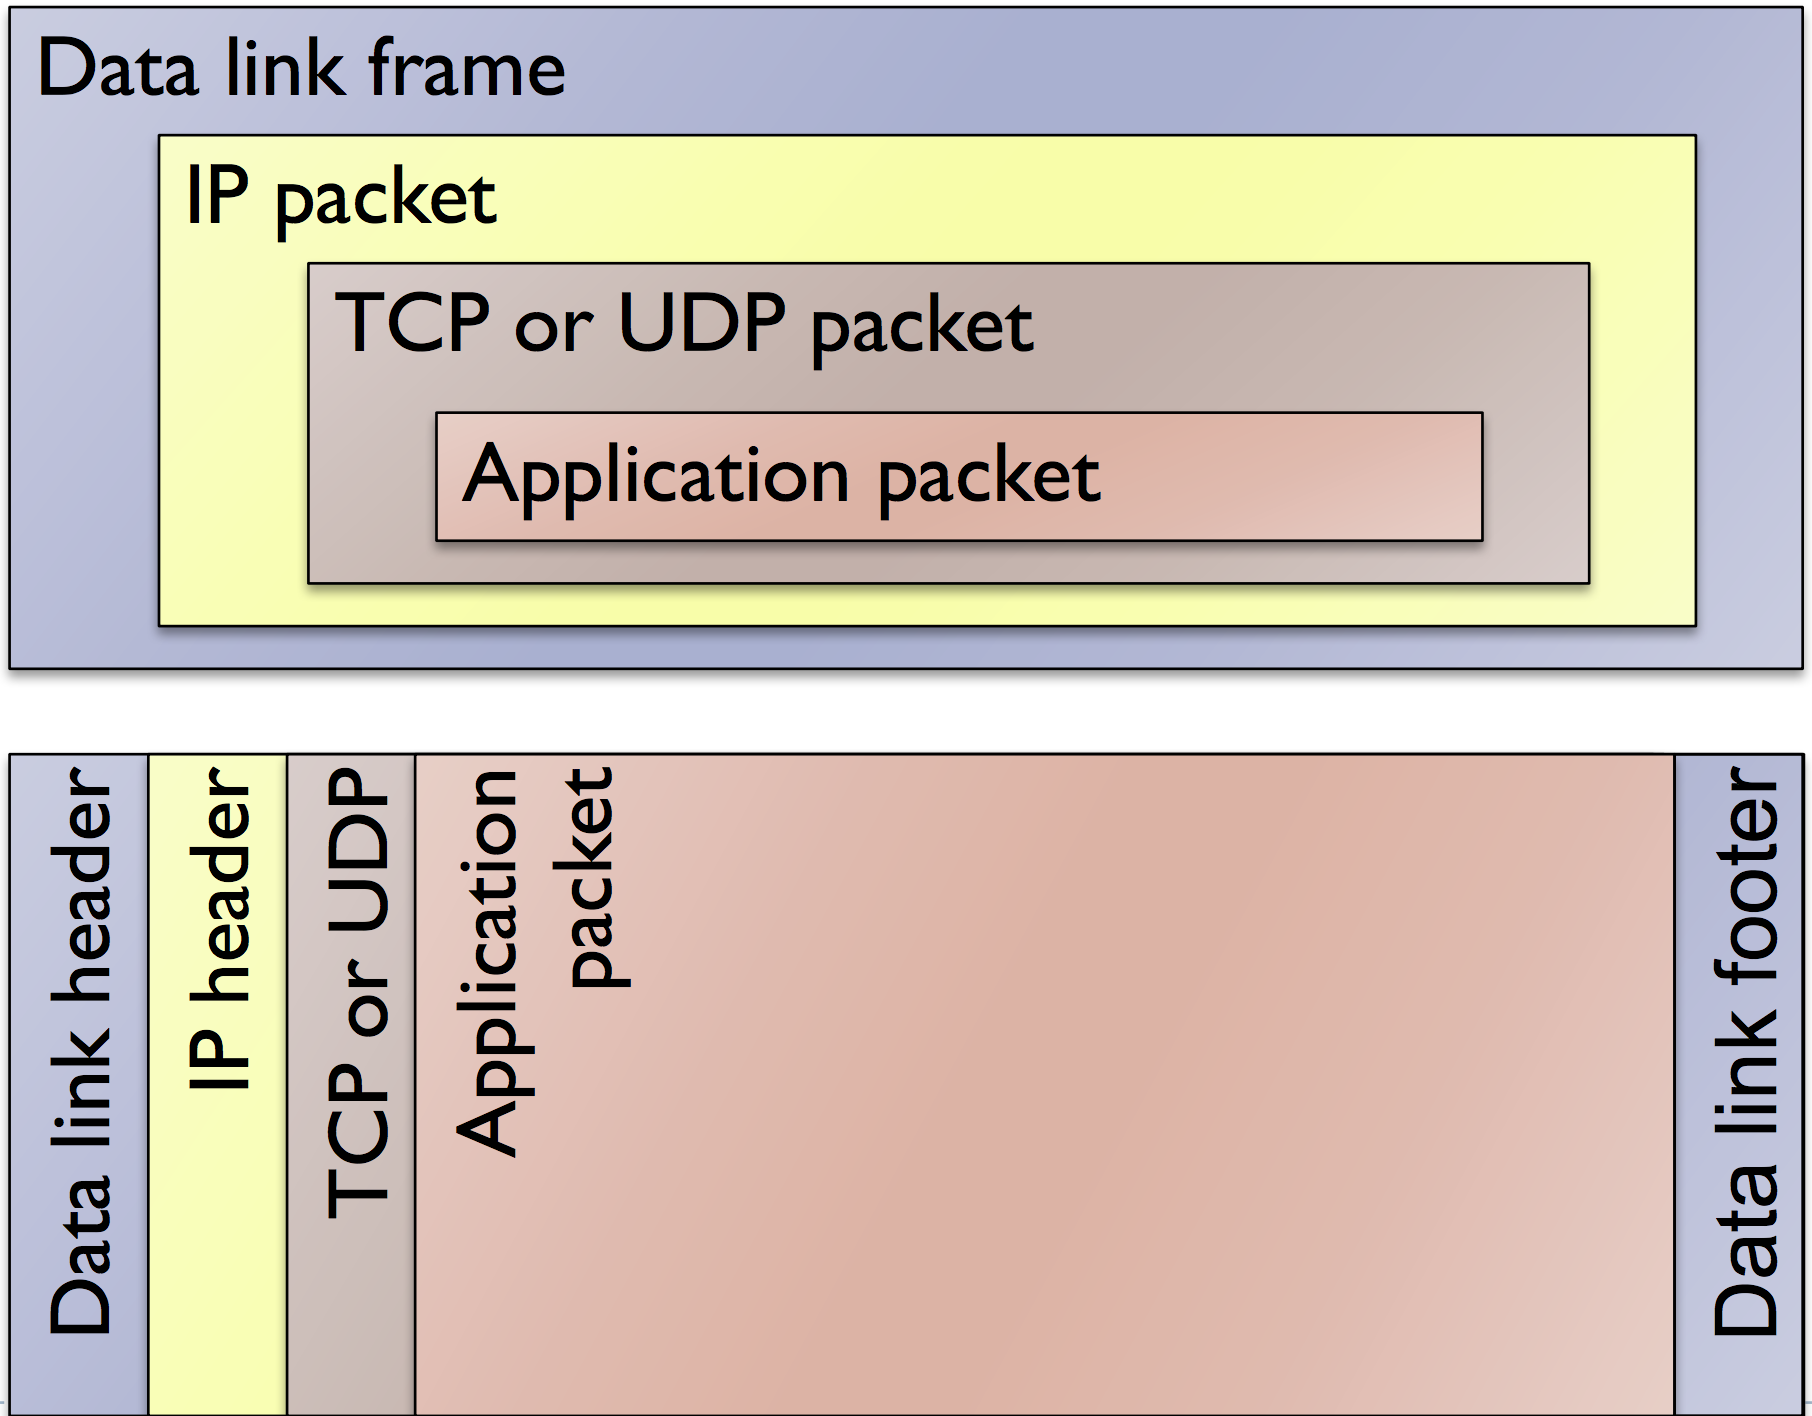 Data link frame
IP packet
TCP or UDP packet
Application packet
Data link header
IP header
TCP or UDP
Application
packet
Data link footer